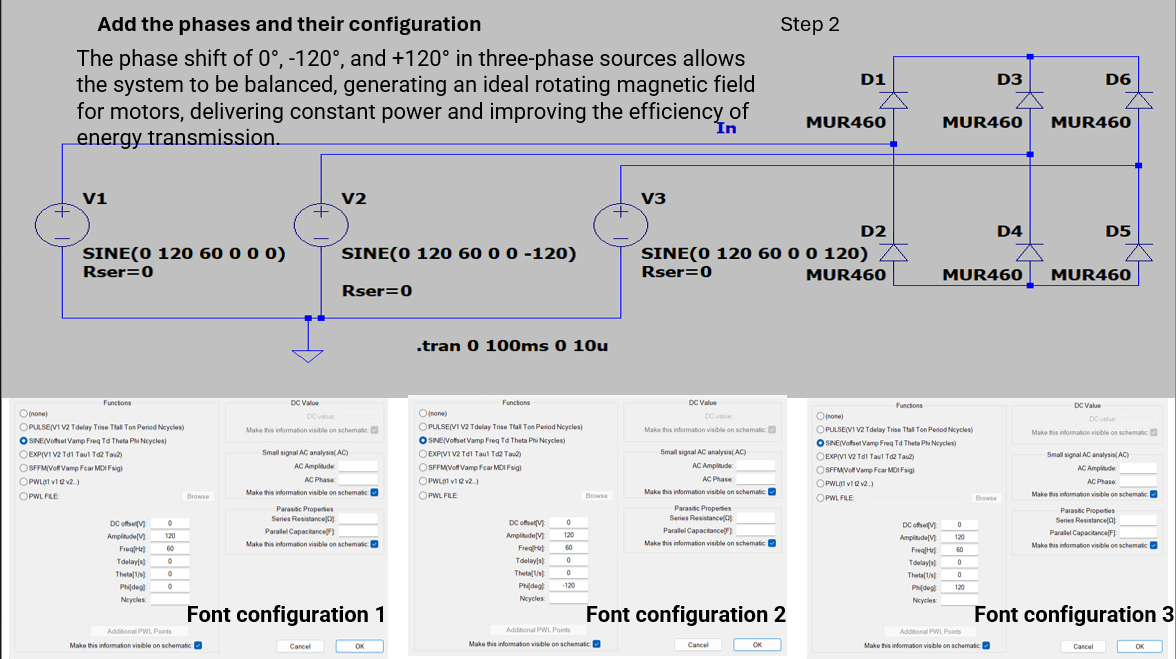 Add the phases and their configuration
Step 2
The phase shift of 0°, -120°, and +120° in three-phase sources allows
the system to be balanced, generating an ideal rotating magnetic field
for motors, delivering constant power and improving the efficiency of
energy transmission.
In
D1
D3
D6
MUR460
MUR460
MUR460
V1
V2
V3
D2
D4
D5
SINE(0 120 60 0 0 0)
SINE(0 120 60 0 0 -120)
SINE(0 120 60 0 0 120)
Rser=0
Rser=0
Rser=0
MUR460
MUR460
MUR460
.tran 0 100ms 0 10u
Functions
(none)
PULSE(V1 V2 Tdelay Trise Tfall Ton Period Ncycles)
SINE(Voffset Vamp Freq Td Theta Phi Ncycles)
EXP(V1 V2 Td1 Tau1 Td2 Tau2)
SFFM(Voff Vamp Fcar MDI Fsig)
PWL(t1 v1 t2 v2...)
PWL FILE:
Browse
DC offset[V]: 0
Amplitude[V]: 120
Freq[Hz]: 60
Tdelay[s]: 0
Theta[1/s]: 0
Phi[deg]: 0
Ncycles:
Additional PWL Points
Make this information visible on schematic:
DC Value
DC value:
Make this information visible on schematic:
Small signal AC analysis(.AC)
AC Amplitude:
AC Phase:
Make this information visible on schematic:
Parasitic Properties
Series Resistance[Ω]:
Parallel Capacitance[F]:
Make this information visible on schematic:
Font configuration 1
Cancel
OK
Functions
(none)
PULSE(V1 V2 Tdelay Trise Tfall Ton Period Ncycles)
SINE(Voffset Vamp Freq Td Theta Phi Ncycles)
EXP(V1 V2 Td1 Tau1 Td2 Tau2)
SFFM(Voff Vamp Fcar MDI Fsig)
PWL(t1 v1 t2 v2...)
PWL FILE:
Browse
DC offset[V]: 0
Amplitude[V]: 120
Freq[Hz]: 60
Tdelay[s]: 0
Theta[1/s]: 0
Phi[deg]: -120
Ncycles:
Additional PWL Points
Make this information visible on schematic:
DC Value
DC value:
Make this information visible on schematic:
Small signal AC analysis(.AC)
AC Amplitude:
AC Phase:
Make this information visible on schematic:
Parasitic Properties
Series Resistance[Ω]:
Parallel Capacitance[F]:
Make this information visible on schematic:
Font configuration 2
Cancel
OK
Functions
(none)
PULSE(V1 V2 Tdelay Trise Tfall Ton Period Ncycles)
SINE(Voffset Vamp Freq Td Theta Phi Ncycles)
EXP(V1 V2 Td1 Tau1 Td2 Tau2)
SFFM(Voff Vamp Fcar MDI Fsig)
PWL(t1 v1 t2 v2...)
PWL FILE:
Browse
DC offset[V]: 0
Amplitude[V]: 120
Freq[Hz]: 60
Tdelay[s]: 0
Theta[1/s]: 0
Phi[deg]: 120
Ncycles:
Additional PWL Points
Make this information visible on schematic:
DC Value
DC value:
Make this information visible on schematic:
Small signal AC analysis(.AC)
AC Amplitude:
AC Phase:
Make this information visible on schematic:
Parasitic Properties
Series Resistance[Ω]:
Parallel Capacitance[F]:
Make this information visible on schematic:
Font configuration 3
Cancel
OK